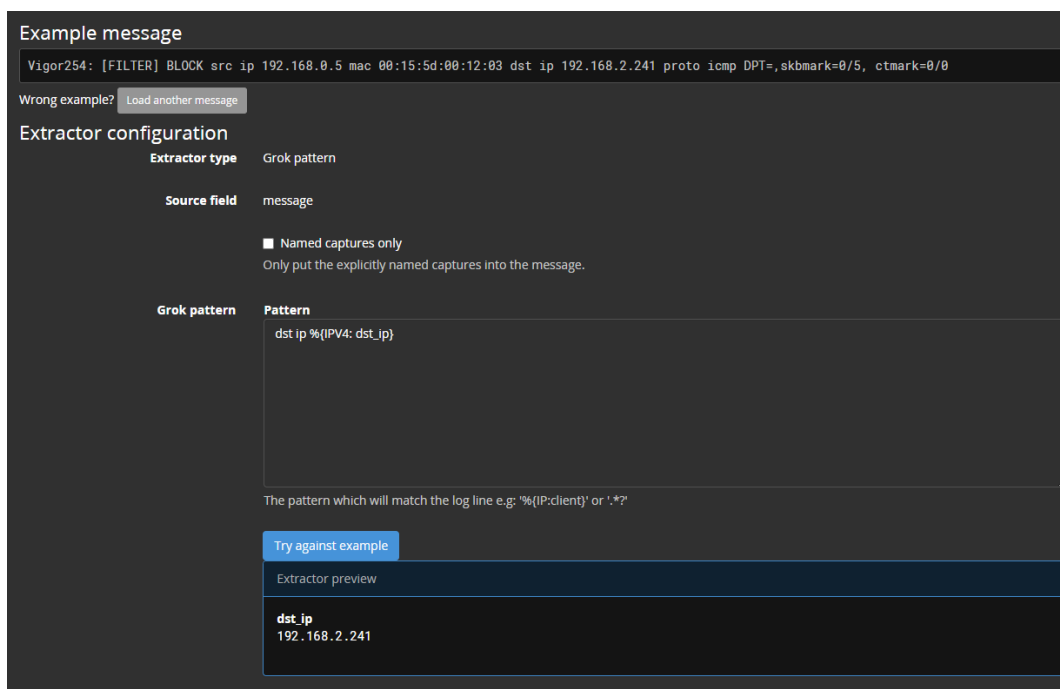 Example message
Vigor254: [FILTER] BLOCK src ip 192.168.0.5 mac 00:15:5d:00:12:03 dst ip 192.168.2.241 proto icmp DPT=,skbmark=0/5, ctmark=0/0
Wrong example? Load another message
Extractor configuration
Extractor type Grok pattern
Source field message
Named captures only
Only put the explicitly named captures into the message.
Grok pattern Pattern
dst ip %{IPV4: dst_ip}
The pattern which will match the log line e.g: '%{IP:client}' or '.*?'
Try against example
Extractor preview
dst_ip
192.168.2.241